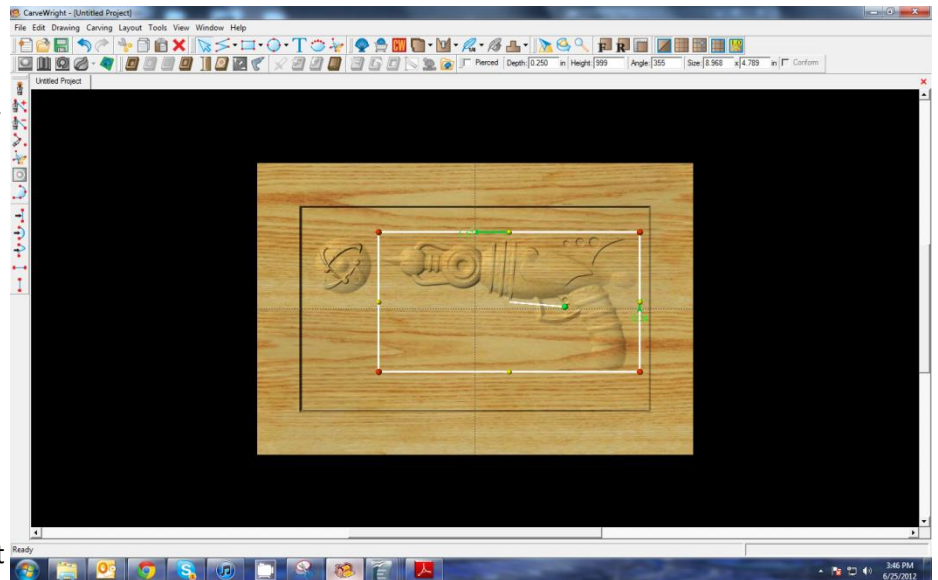 CarveWright - [Untitled Project]
File Edit Drawing Carving Layout Tools View Window Help
T CW F R
Pierced Depth: 0.250 in Height: 999 Angle: 355 Size: 8.968 x 4.789 in Conform
Untitled Project
t
Ready
3:46 PM
6/25/2012